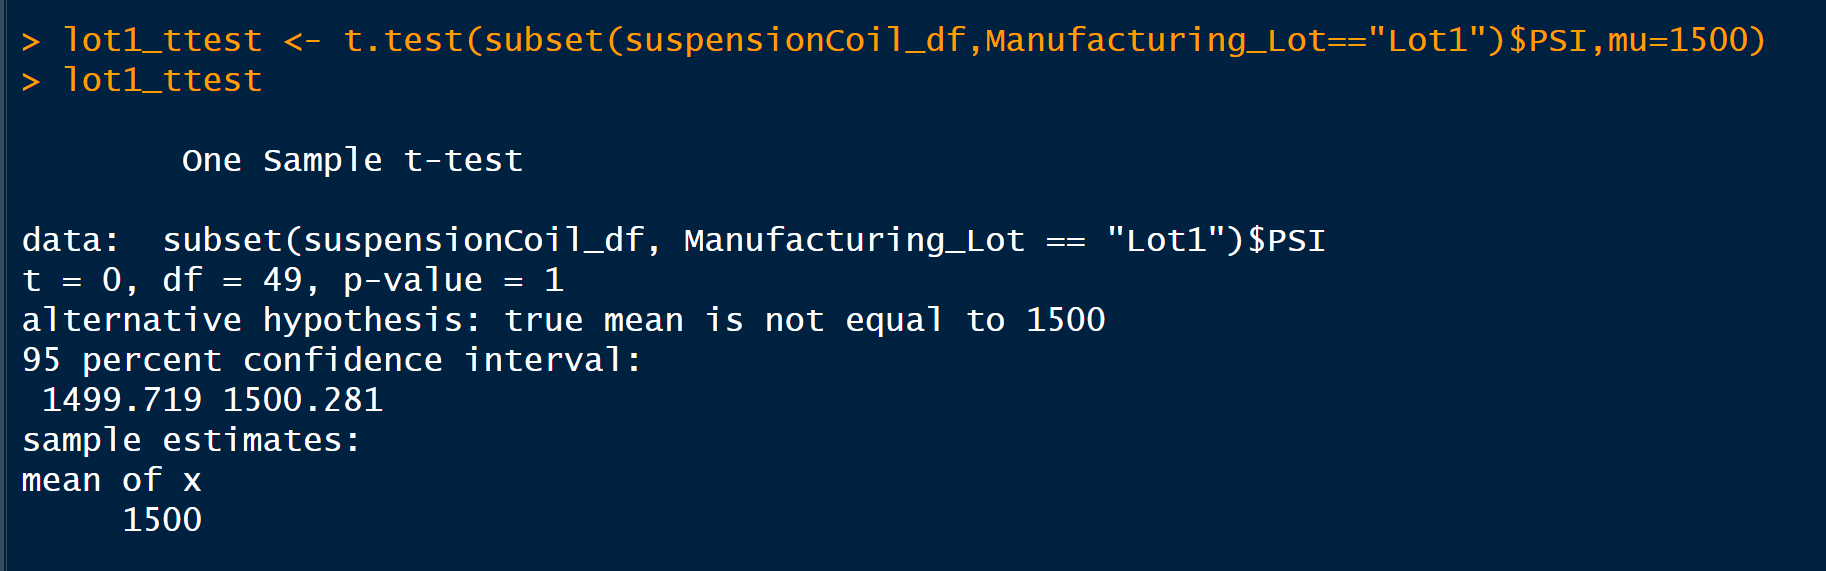 > lot1_ttest <- t.test(subset(suspensionCoil_df,Manufacturing_Lot=="Lot1")$PSI,mu=1500)
> lot1_ttest
One Sample t-test
data:  subset(suspensionCoil_df, Manufacturing_Lot == "Lot1")$PSI
t = 0, df = 49, p-value = 1
alternative hypothesis: true mean is not equal to 1500
95 percent confidence interval:
1499.719 1500.281
sample estimates:
mean of x
1500